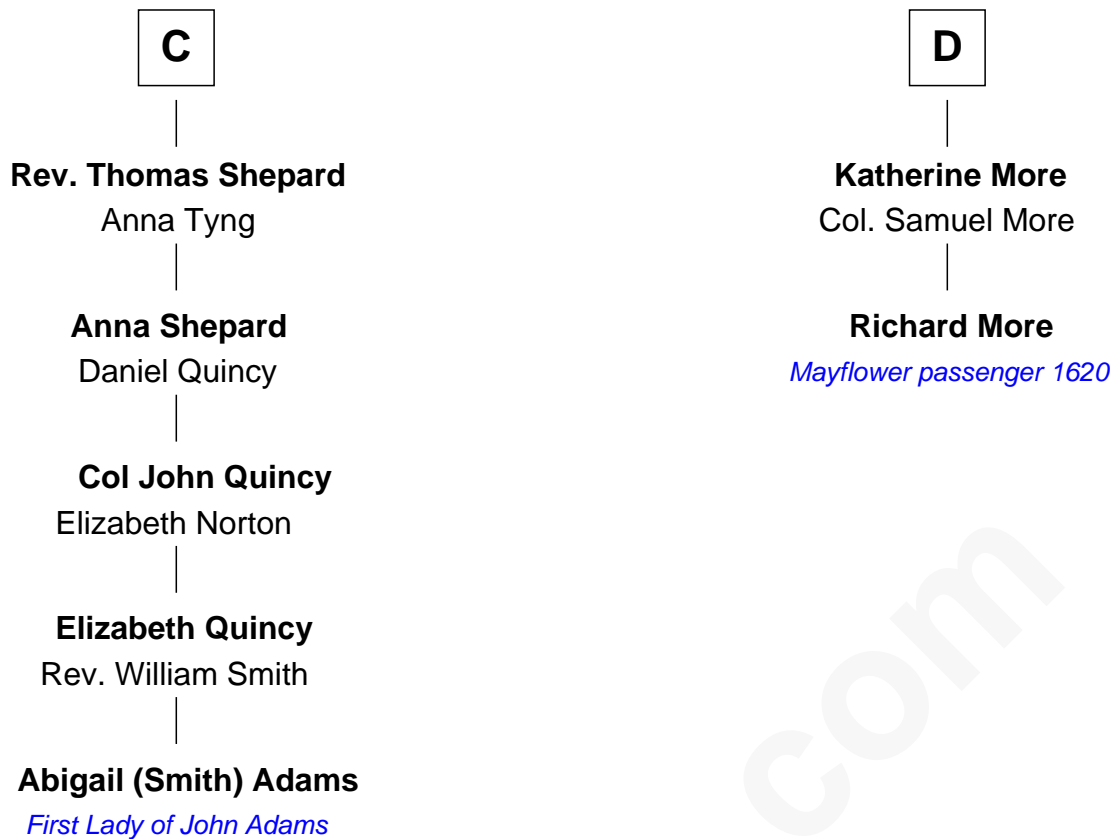 C
Rev. Thomas Shepard
Anna Tyng
Anna Shepard
Daniel Quincy
Col John Quincy
Elizabeth Norton
Elizabeth Quincy
Rev. William Smith
Abigail (Smith) Adams
First Lady of John Adams
D
Katherine More
Col. Samuel More
Richard More
Mayflower passenger 1620
com